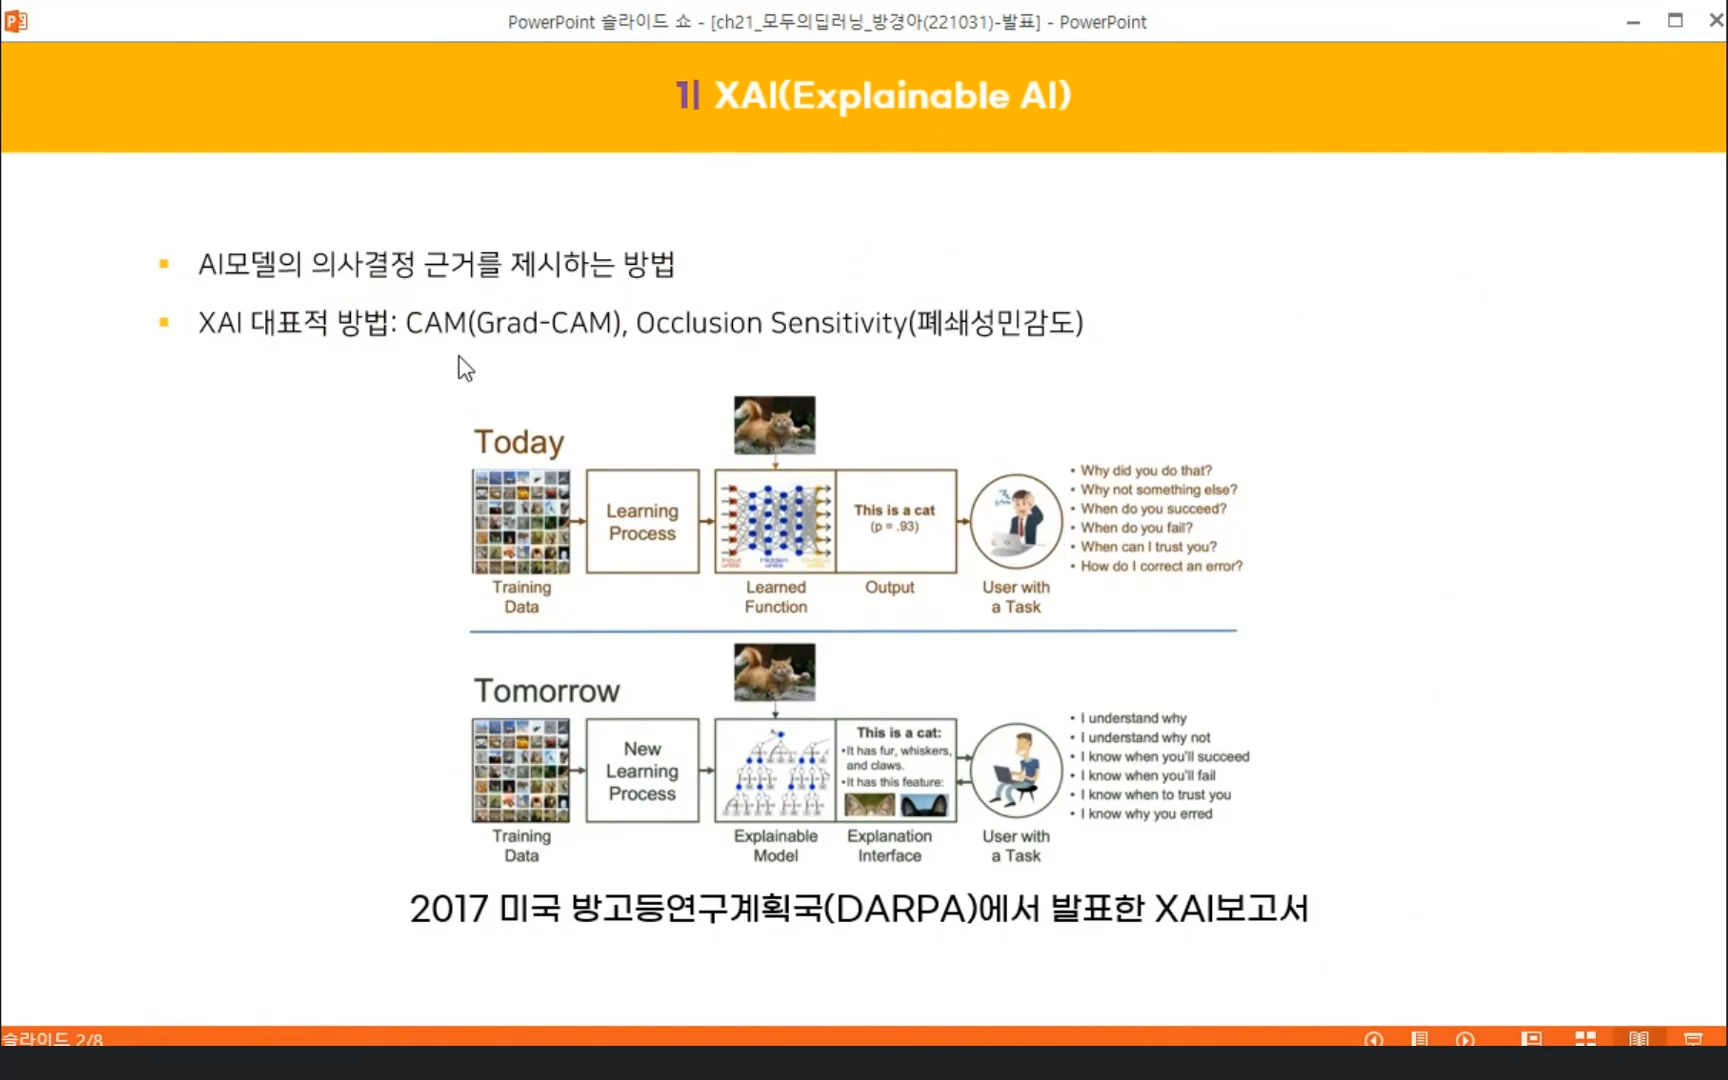 PowerPoint 슬라이드 쇼 - [ch21_모두의딥러닝_방경아(221031)-발표] - PowerPoint
1| XAI(Explainable AI)
AI모델의 의사결정 근거를 제시하는 방법
XAI 대표적 방법: CAM(Grad-CAM), Occlusion Sensitivity(폐쇄성민감도)
Today
Learning
Process
This is a cat
(p = .93)
Training
Data
Learned
Function
Output
User with
a Task
• Why did you do that?
• Why not something else?
• When do you succeed?
• When do you fail?
• When can I trust you?
• How do I correct an error?
Tomorrow
New
Learning
Process
This is a cat:
•It has fur, whiskers,
and claws.
•It has this feature:
Training
Data
Explainable
Model
Explanation
Interface
User with
a Task
• I understand why
• I understand why not
• I know when you'll succeed
• I know when you'll fail
• I know when to trust you
• I know why you erred
2017 미국 방고등연구계획국(DARPA)에서 발표한 XAI보고서
슬라이드 2/8